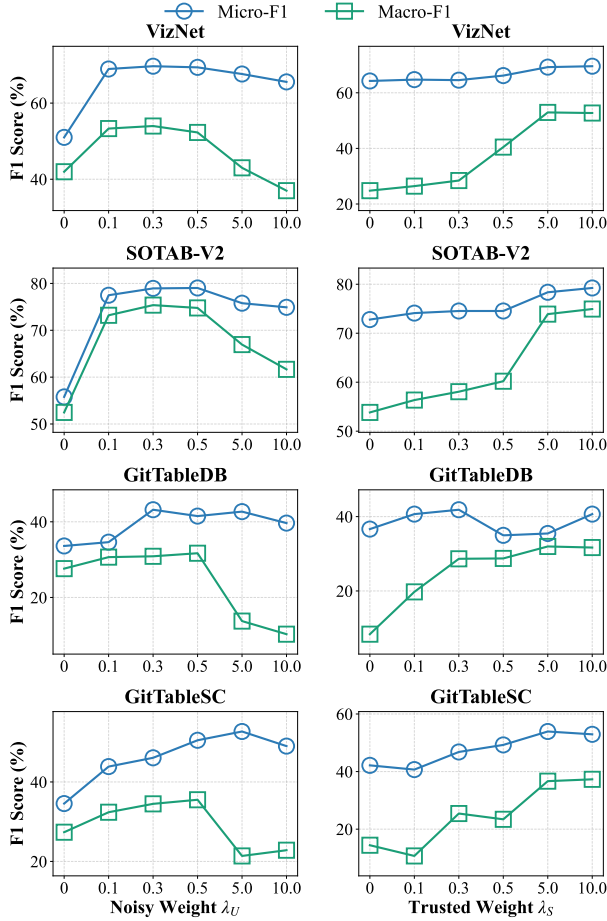 Micro-F1 Macro-F1
VizNet VizNet
F1 Score (%)
60
40
0 0.1 0.3 0.5 5.0 10.0
60
40
20
0 0.1 0.3 0.5 5.0 10.0
SOTAB-V2 SOTAB-V2
F1 Score (%)
80
70
60
50
0 0.1 0.3 0.5 5.0 10.0
80
70
60
50
0 0.1 0.3 0.5 5.0 10.0
GitTableDB GitTableDB
F1 Score (%)
40
20
0 0.1 0.3 0.5 5.0 10.0
40
20
0 0.1 0.3 0.5 5.0 10.0
GitTableSC GitTableSC
F1 Score (%)
40
20
0 0.1 0.3 0.5 5.0 10.0
Noisy Weight λ_U
60
40
20
0 0.1 0.3 0.5 5.0 10.0
Trusted Weight λ_S